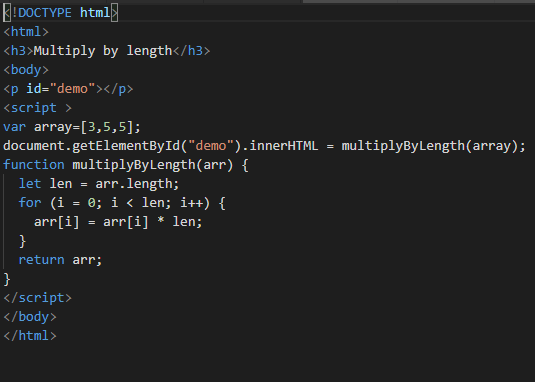 <!DOCTYPE html>
<html>
<h3>Multiply by length</h3>
<body>
<p id="demo"></p>
<script >
var array=[3,5,5];
document.getElementById("demo").innerHTML = multiplyByLength(array);
function multiplyByLength(arr) {
  let len = arr.length;
  for (i = 0; i < len; i++) {
    arr[i] = arr[i] * len;
  }
  return arr;
}
</script>
</body>
</html>